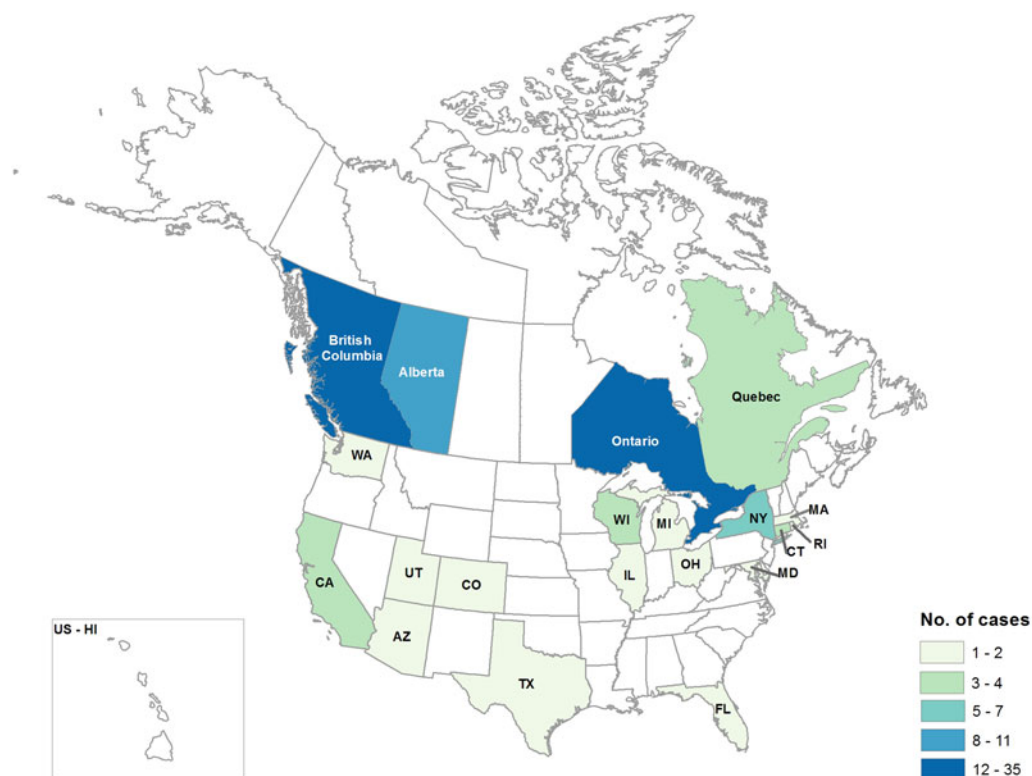 British
Columbia
Alberta
Quebec
Ontario
WA
MA
WI
MI
NY
RI
CT
OH
MD
IL
UT
CO
CA
AZ
TX
FL
US - HI
No. of cases
1 - 2
3 - 4
5 - 7
8 - 11
12 - 35